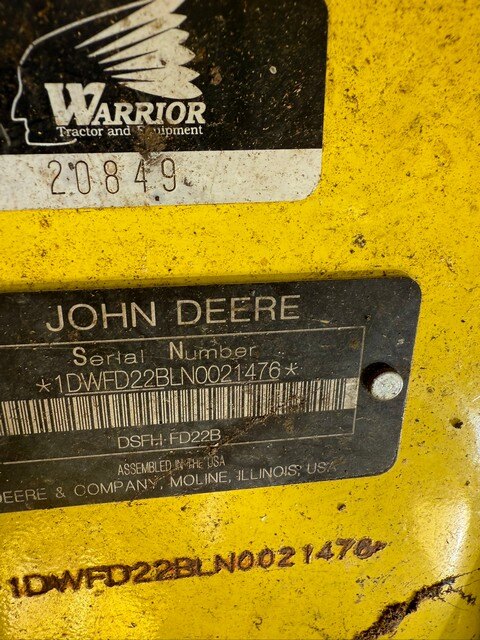 WARRIOR
Tractor and Equipment
20849
JOHN DEERE
Serial Number
*1DWFD22BLN0021476*
DSFH FD22B
ASSEMBLED IN THE USA
DEERE & COMPANY, MOLINE, ILLINOIS, USA
1DWFD22BLN0021476*